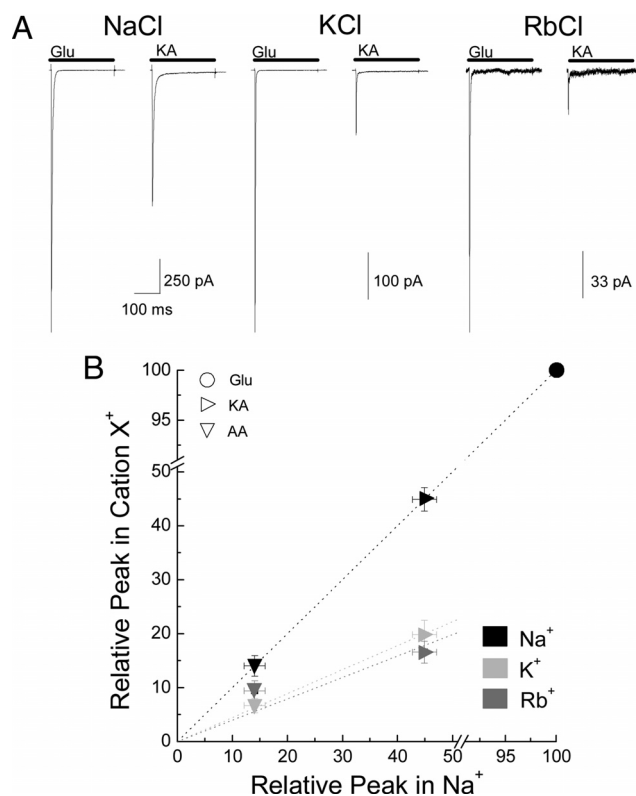 A
NaCl KCl RbCl
Glu KA Glu KA Glu KA
250 pA
100 ms
100 pA
33 pA
B
Relative Peak in Cation X⁺
100
95
50
40
30
20
10
0
Glu
KA
AA
Na⁺
K⁺
Rb⁺
0 10 20 30 40 50 95 100
Relative Peak in Na⁺